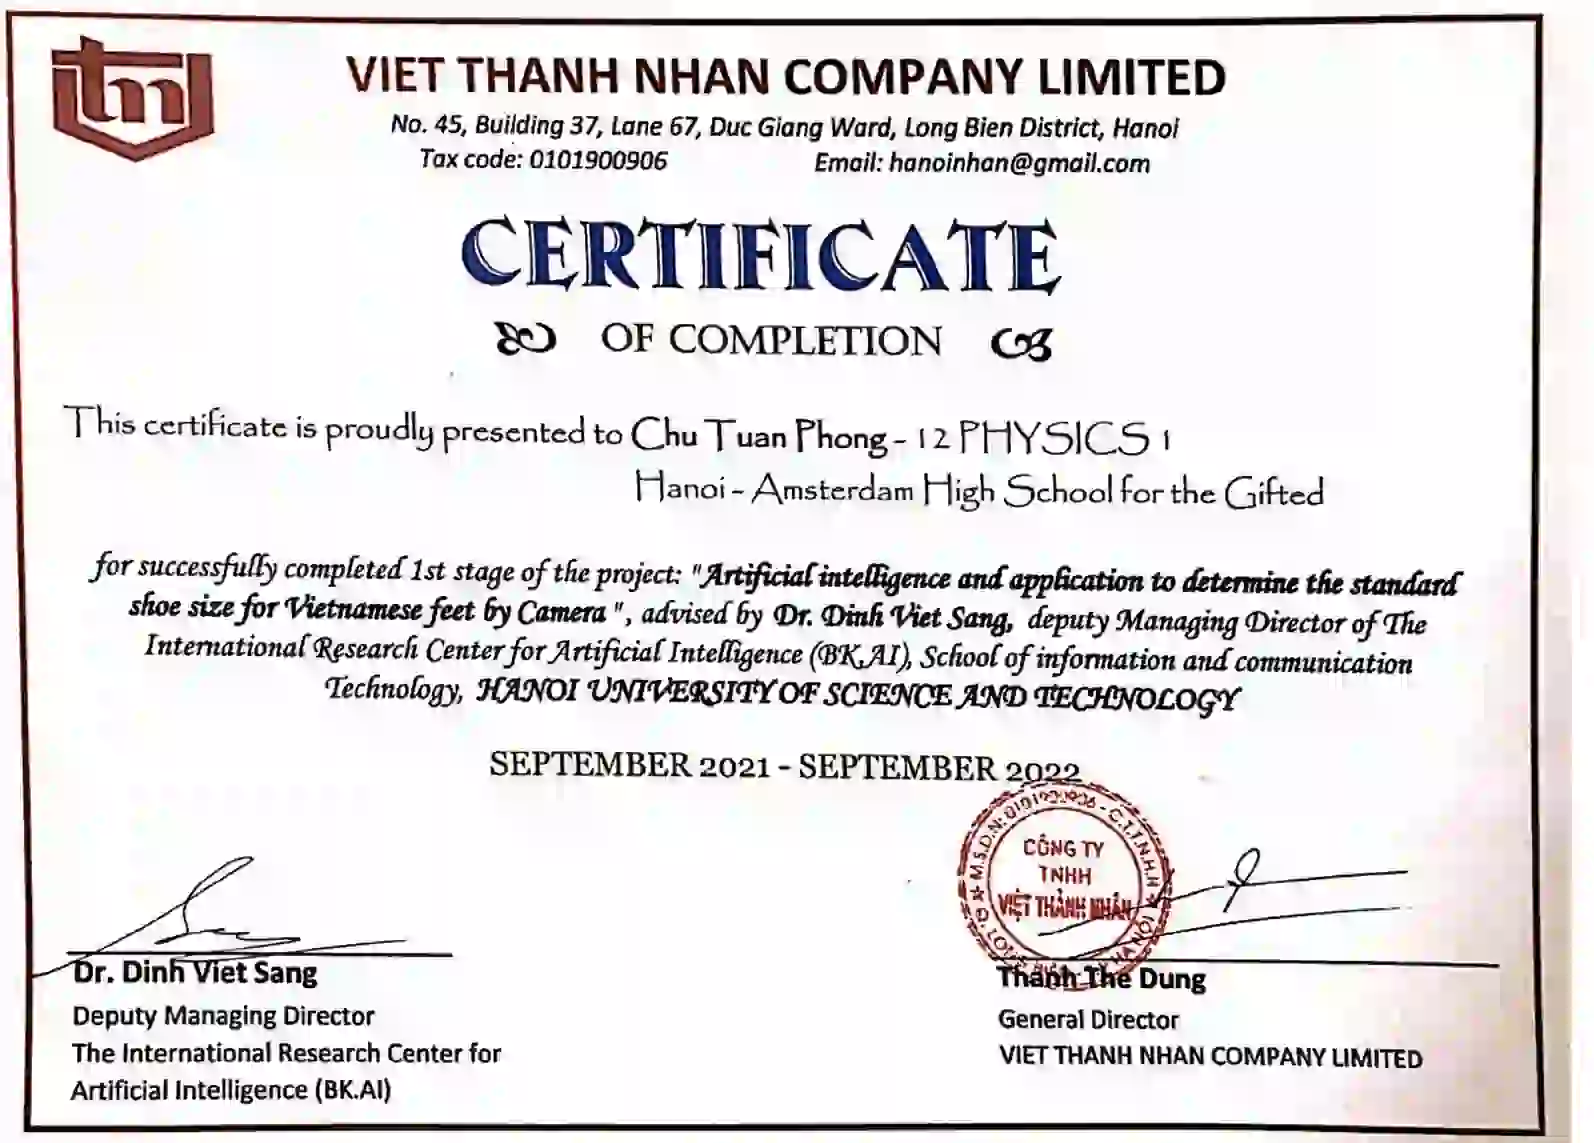 tml
VIET THANH NHAN COMPANY LIMITED
No. 45, Building 37, Lane 67, Duc Giang Ward, Long Bien District, Hanoi
Tax code: 0101900906 Email: hanoinhan@gmail.com
CERTIFICATE
OF COMPLETION
This certificate is proudly presented to Chu Tuan Phong - 12 PHYSICS 1
Hanoi - Amsterdam High School for the Gifted
for successfully completed 1st stage of the project: "Artificial intelligence and application to determine the standard
shoe size for Vietnamese feet by Camera ", advised by Dr. Dinh Viet Sang, deputy Managing Director of The
International Research Center for Artificial Intelligence (BK.AI), School of information and communication
Technology, HANOI UNIVERSITY OF SCIENCE AND TECHNOLOGY
SEPTEMBER 2021 - SEPTEMBER 2022
M.S.D.N: 0101900906 - C.T.T.N.H.H
CÔNG TY
TNHH
VIỆT THÀNH NHÂN
Q. LONG BIÊN HÀ NỘI
Dr. Dinh Viet Sang
Deputy Managing Director
The International Research Center for
Artificial Intelligence (BK.AI)
Thanh The Dung
General Director
VIET THANH NHAN COMPANY LIMITED